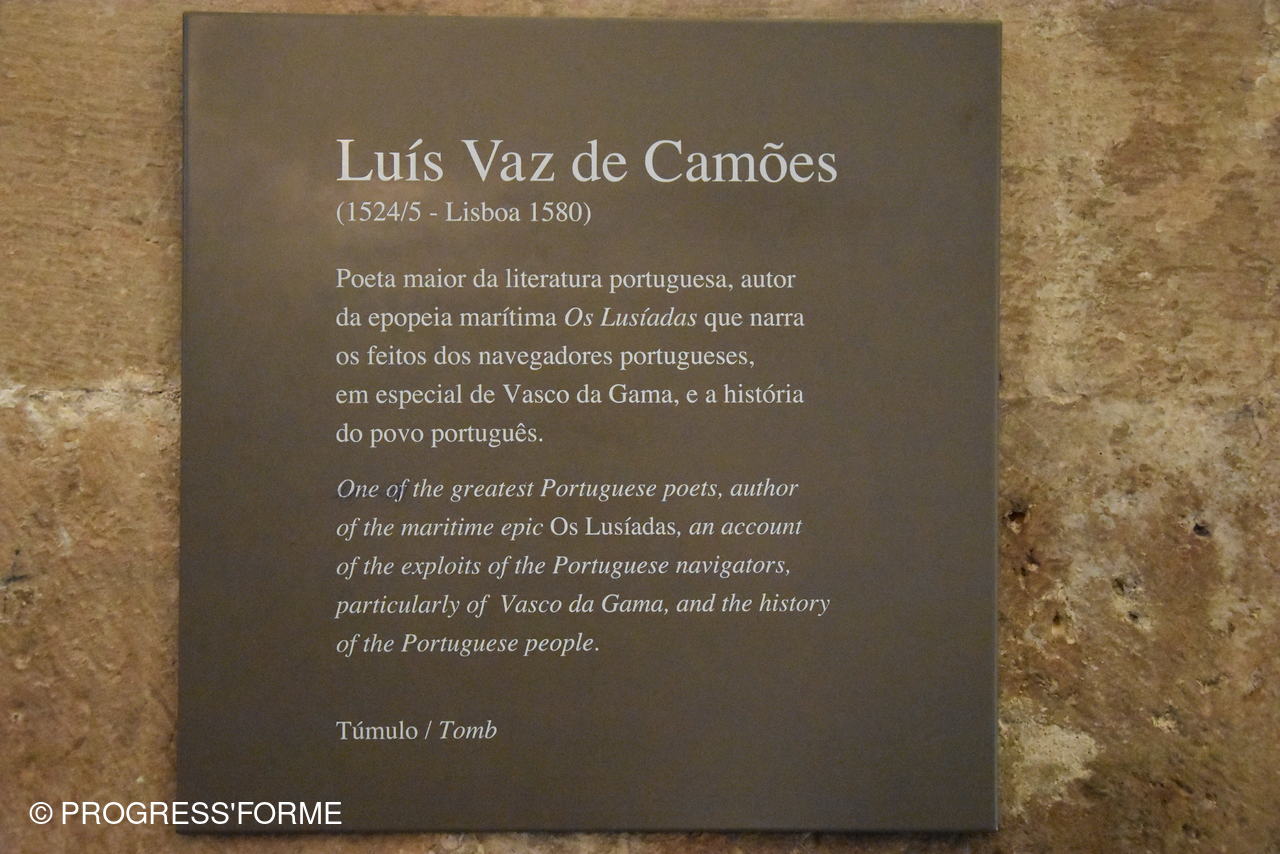 Luís Vaz de Camões
(1524/5 - Lisboa 1580)
Poeta maior da literatura portuguesa, autor
da epopeia marítima Os Lusíadas que narra
os feitos dos navegadores portugueses,
em especial de Vasco da Gama, e a história
do povo português.
One of the greatest Portuguese poets, author
of the maritime epic Os Lusíadas, an account
of the exploits of the Portuguese navigators,
particularly of Vasco da Gama, and the history
of the Portuguese people.
Túmulo / Tomb
© PROGRESS'FORME